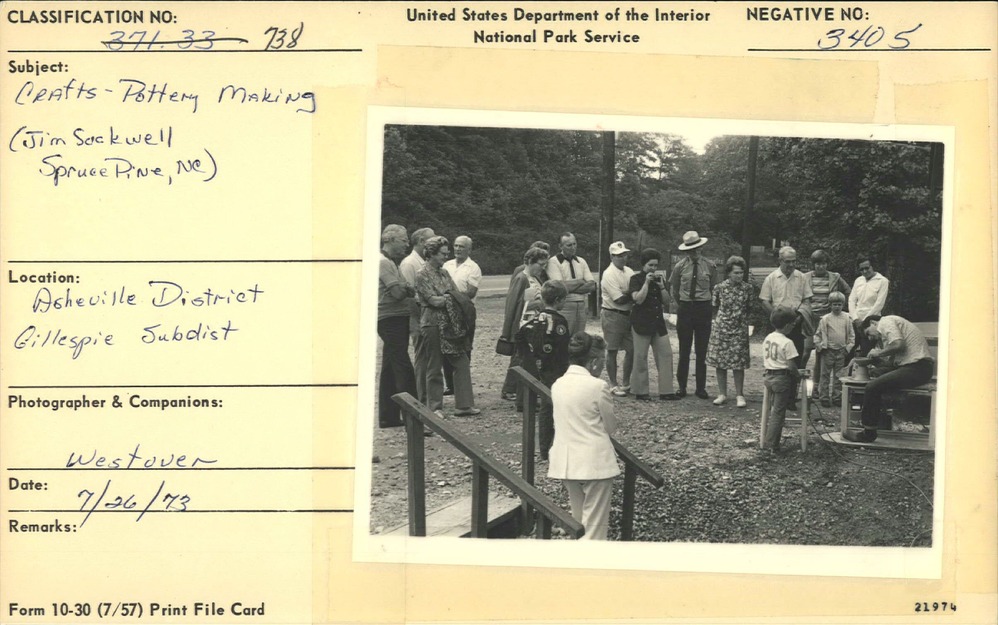 CLASSIFICATION NO:
371.33 738
United States Department of the Interior
National Park Service
NEGATIVE NO:
3405
Subject:
Crafts - Pottery Making
(Jim Sockwell
Spruce Pine, NC)
Location:
Asheville District
Gillespie Subdist
Photographer & Companions:
Westover
Date:
7/26/73
Remarks:
30
Form 10-30 (7/57) Print File Card
21974